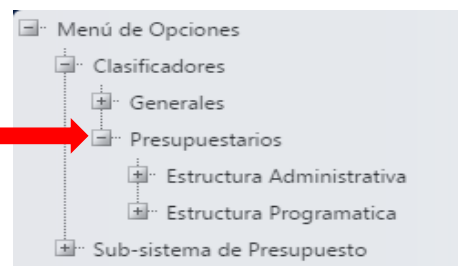 Menú de Opciones
Clasificadores
Generales
Presupuestarios
Estructura Administrativa
Estructura Programatica
Sub-sistema de Presupuesto